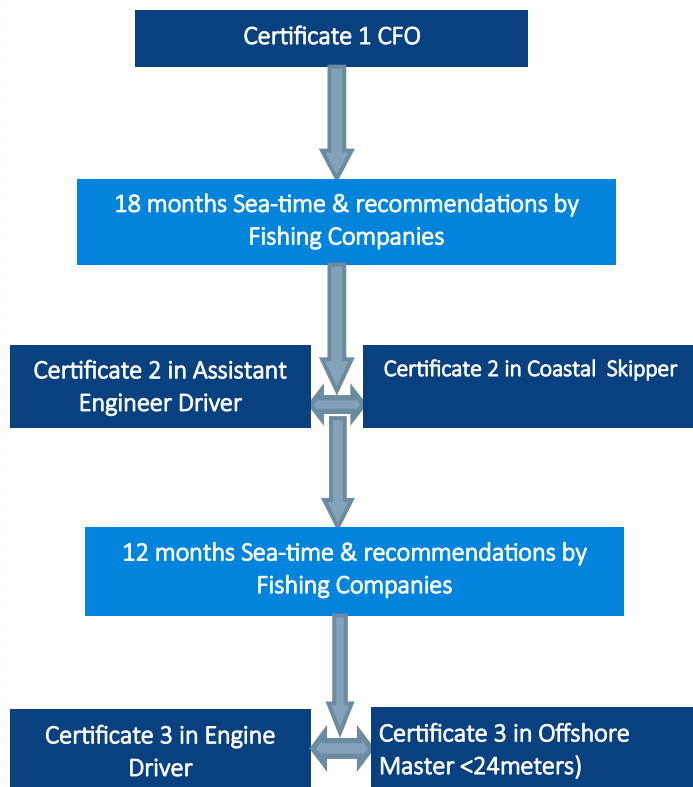 Certificate 1 CFO
18 months Sea-time & recommendations by
Fishing Companies
Certificate 2 in Assistant
Engineer Driver
Certificate 2 in Coastal Skipper
12 months Sea-time & recommendations by
Fishing Companies
Certificate 3 in Engine
Driver
Certificate 3 in Offshore
Master <24meters)